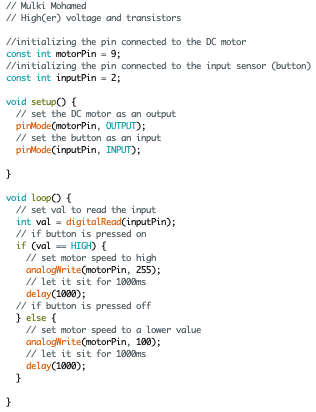 // Mulki Mohamed
// High(er) voltage and transistors

//initializing the pin connected to the DC motor
const int motorPin = 9;
//initializing the pin connected to the input sensor (button)
const int inputPin = 2;

void setup() {
  // set the DC motor as an output
  pinMode(motorPin, OUTPUT);
  // set the button as an input
  pinMode(inputPin, INPUT);

}

void loop() {
  // set val to read the input
  int val = digitalRead(inputPin);
  // if button is pressed on
  if (val == HIGH) {
    // set motor speed to high
    analogWrite(motorPin, 255);
    // let it sit for 1000ms
    delay(1000);
  // if button is pressed off
  } else {
    // set motor speed to a lower value
    analogWrite(motorPin, 100);
    // let it sit for 1000ms
    delay(1000);
  }

}